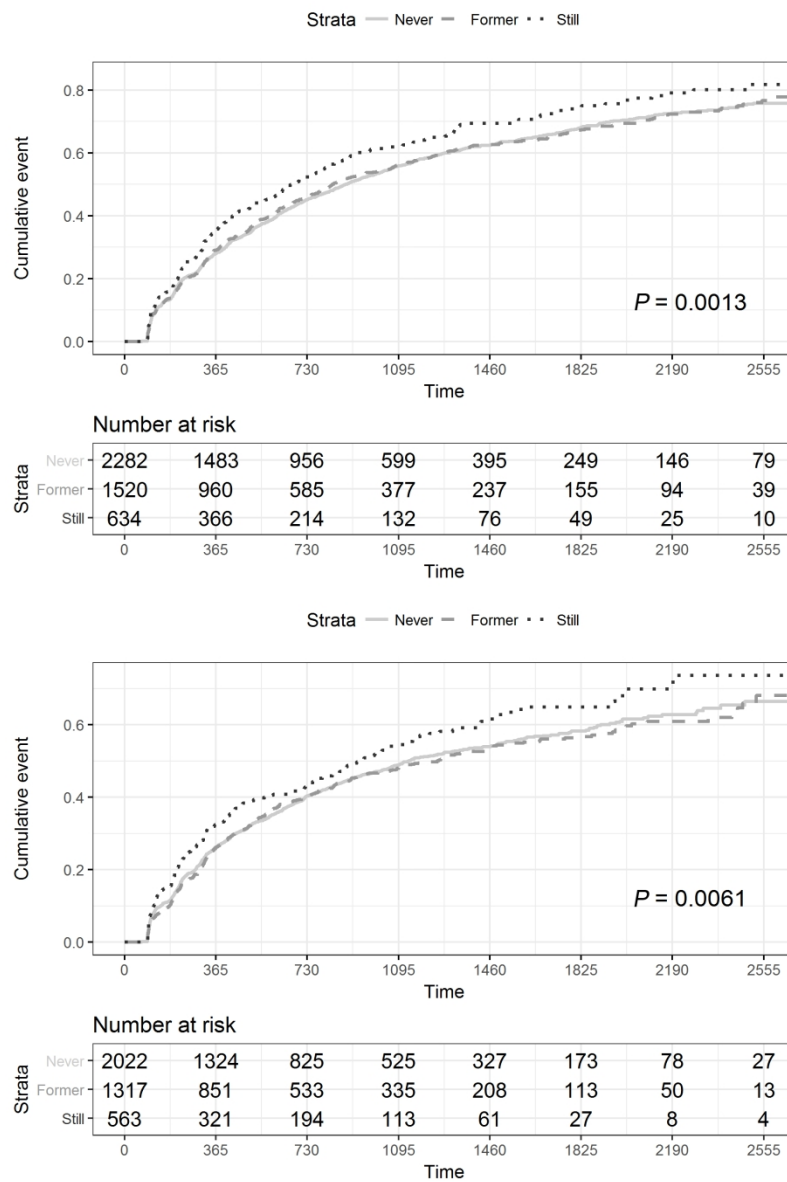 Strata Never Former Still
0.8
0.6
0.4
0.2
0.0
Cumulative event
P = 0.0013
0 365 730 1095 1460 1825 2190 2555
Time
Number at risk
Strata
Never 2282 1483 956 599 395 249 146 79
Former 1520 960 585 377 237 155 94 39
Still 634 366 214 132 76 49 25 10
0 365 730 1095 1460 1825 2190 2555
Time
Strata Never Former Still
0.6
0.4
0.2
0.0
Cumulative event
P = 0.0061
0 365 730 1095 1460 1825 2190 2555
Time
Number at risk
Strata
Never 2022 1324 825 525 327 173 78 27
Former 1317 851 533 335 208 113 50 13
Still 563 321 194 113 61 27 8 4
0 365 730 1095 1460 1825 2190 2555
Time